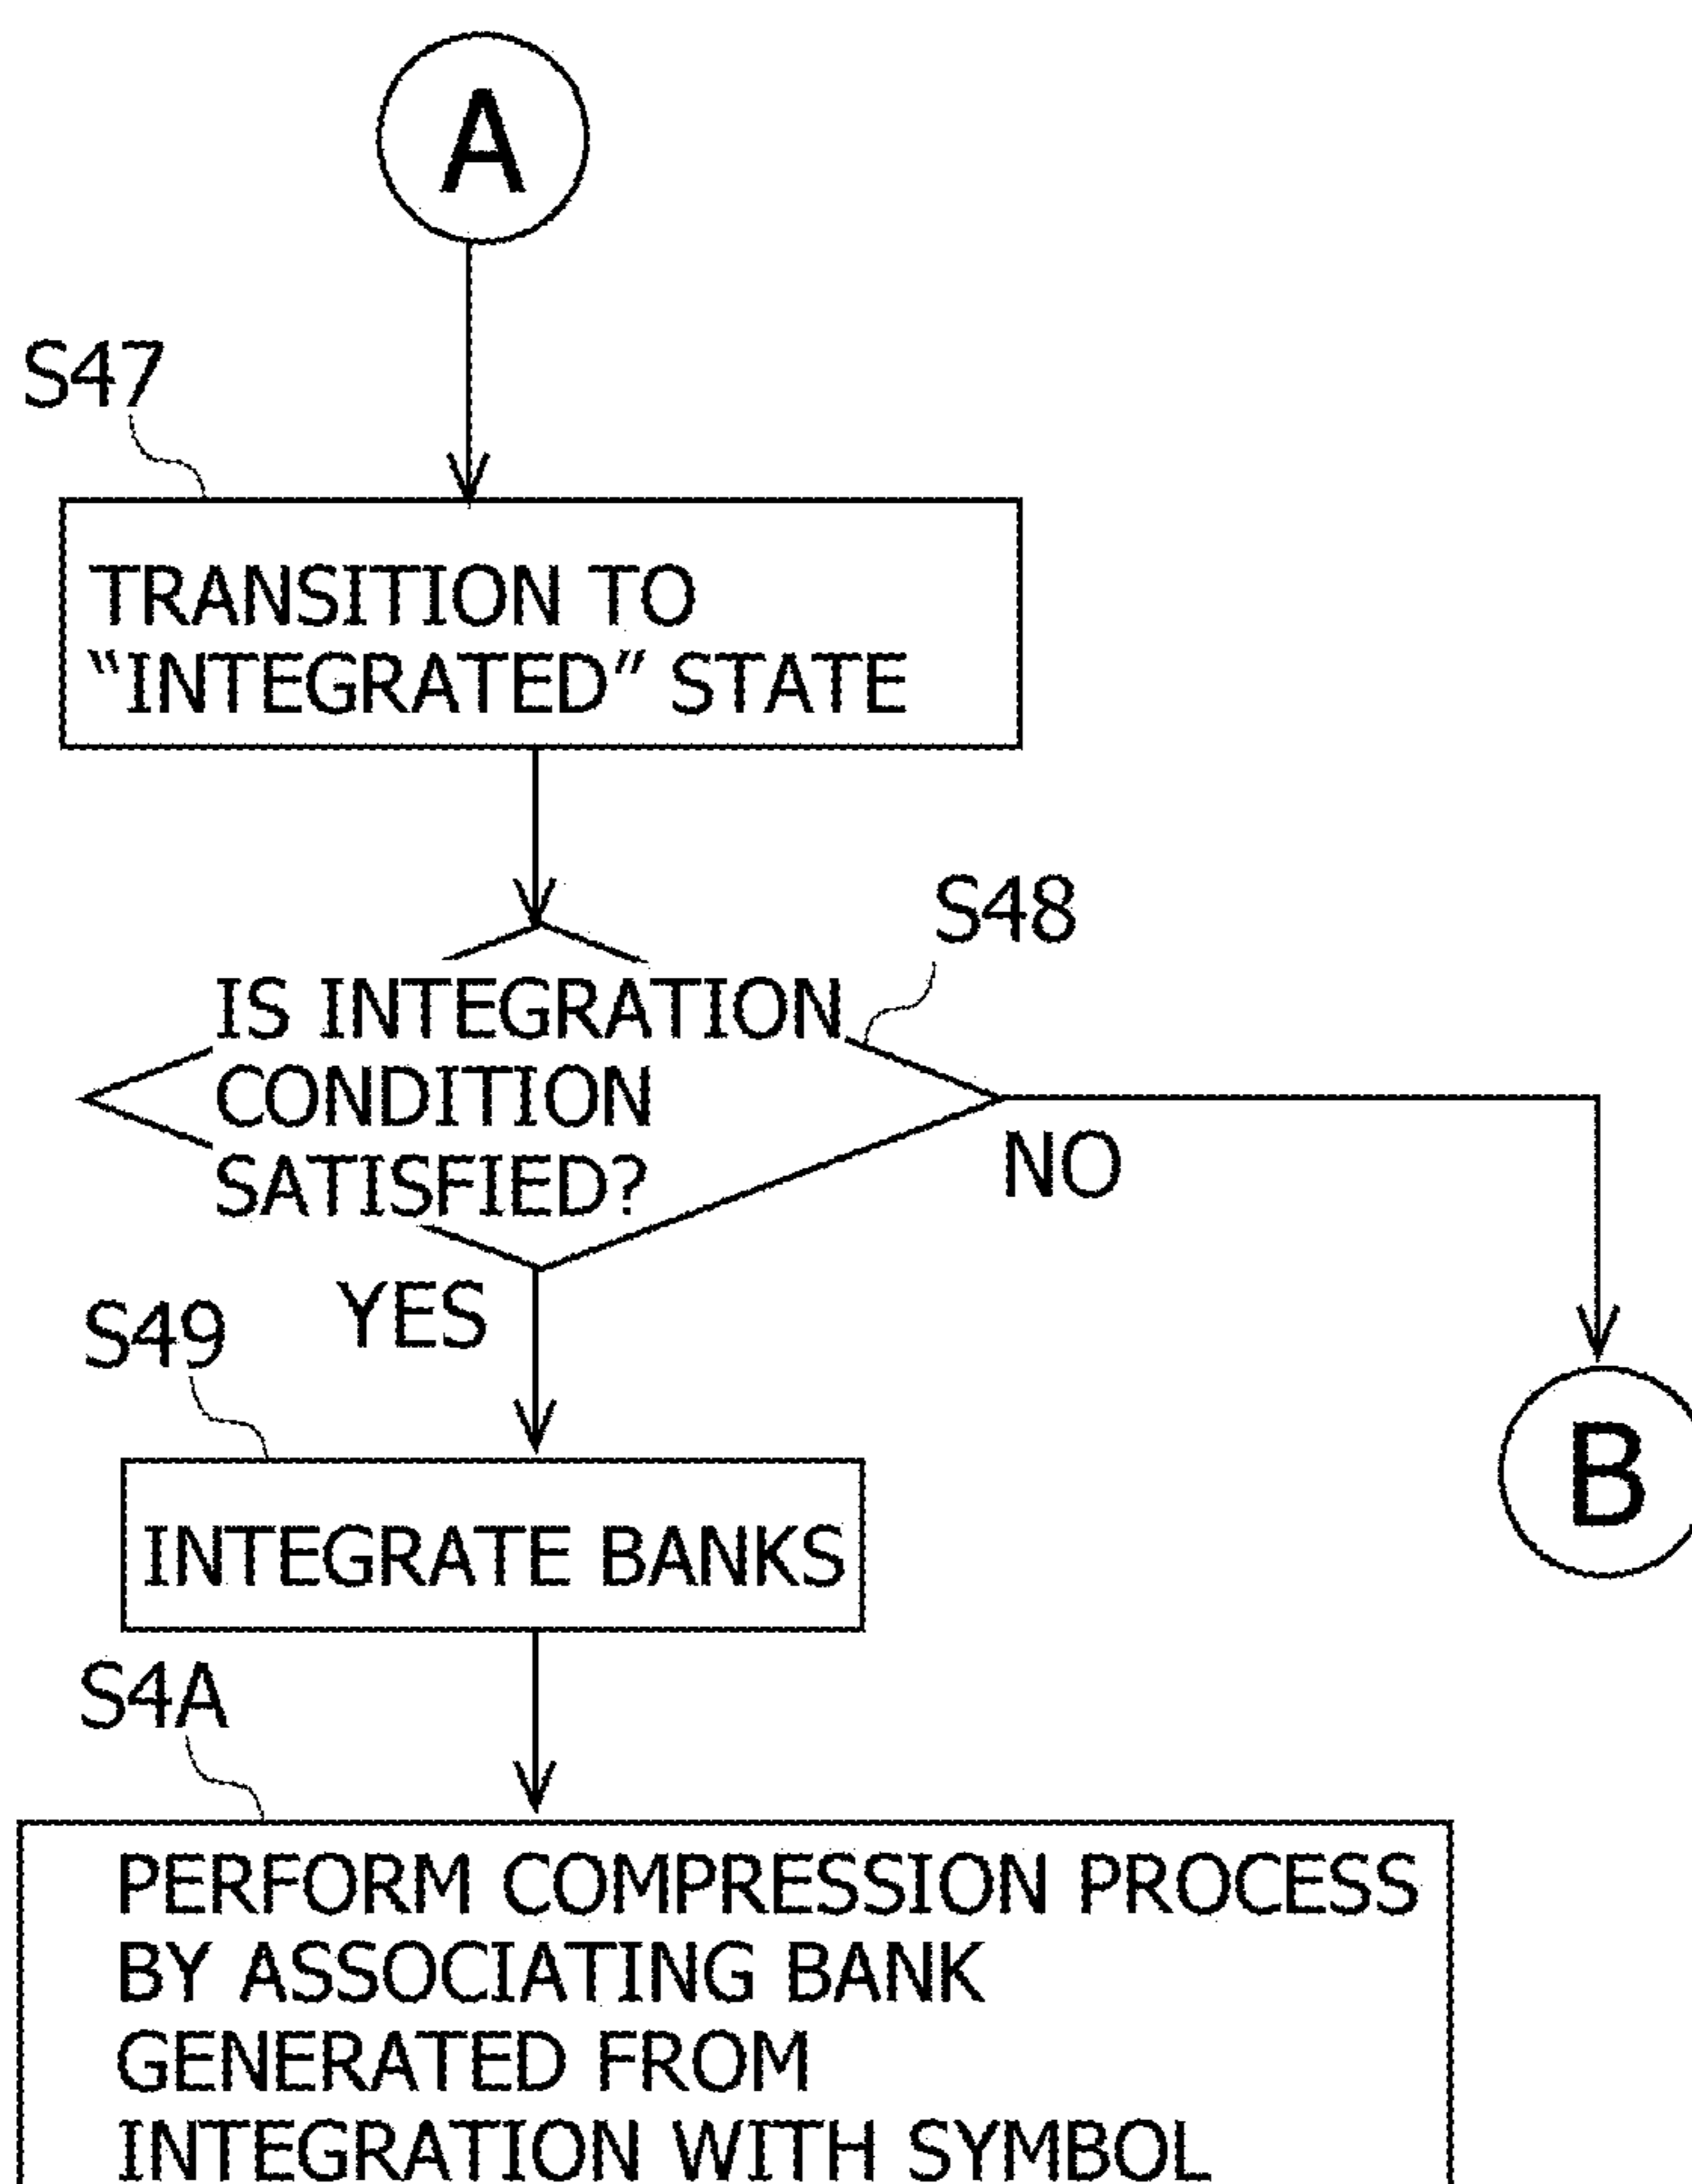 A
S47
TRANSITION TO
“INTEGRATED” STATE
S48
IS INTEGRATION
CONDITION
SATISFIED?
NO
YES
S49
B
INTEGRATE BANKS
S4A
PERFORM COMPRESSION PROCESS
BY ASSOCIATING BANK
GENERATED FROM
INTEGRATION WITH SYMBOL